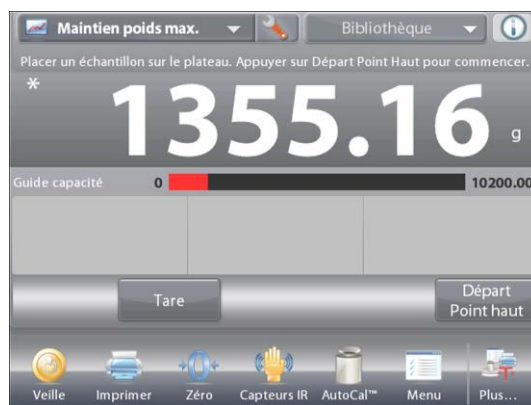 Maintien poids max.
Bibliothèque
Placer un échantillon sur le plateau. Appuyer sur Départ Point Haut pour commencer.
* 1355.16 g
Guide capacité 0 10200.00
Tare
Départ
Point haut
Veille Imprimer Zéro Capteurs IR AutoCal™ Menu Plus...